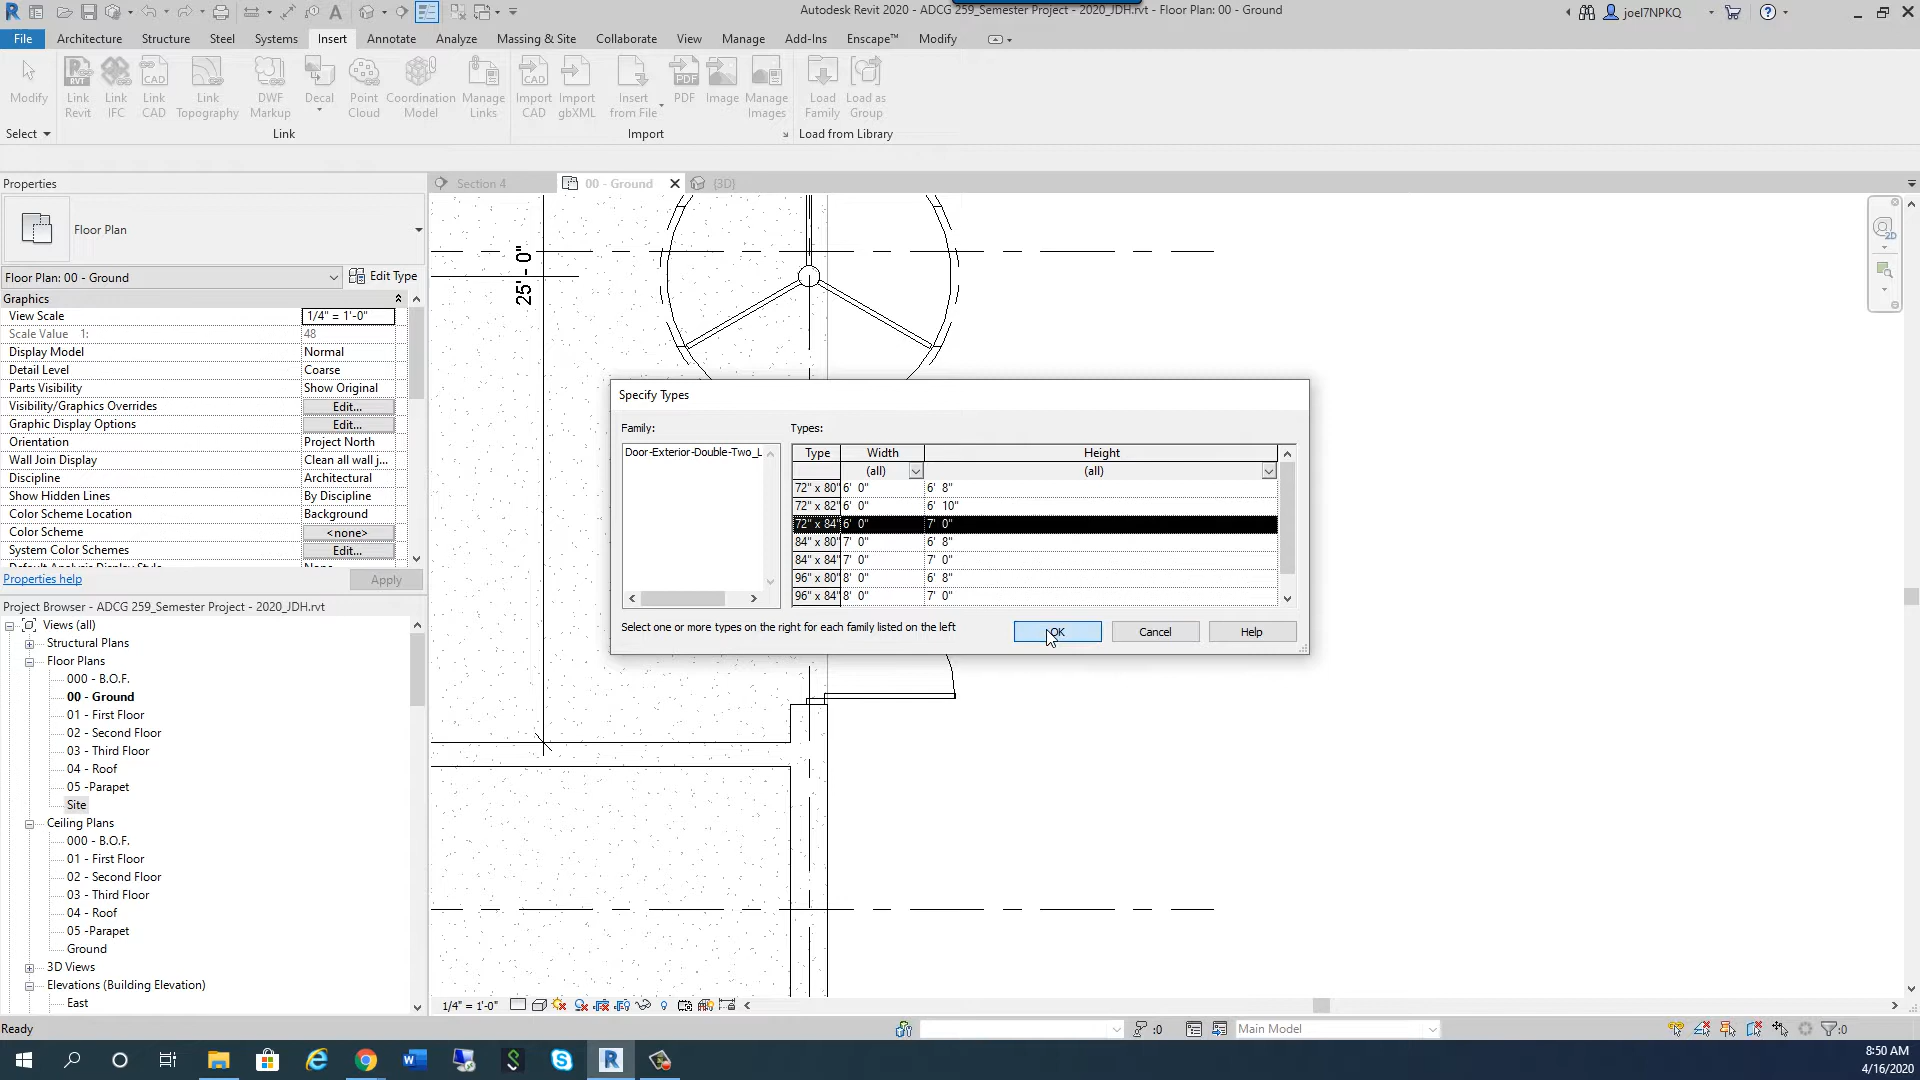 Autodesk Revit 2020 - ADCG 259_Semester Project - 2020_JDH.rvt - Floor Plan: 00 - Ground
joel7NPKQ
File Architecture Structure Steel Systems Insert Annotate Analyze Massing & Site Collaborate View Manage Add-Ins Enscape™ Modify
Modify
Link Revit
Link IFC
Link CAD
Link Topography
DWF Markup
Decal
Point Cloud
Coordination Model
Manage Links
Import CAD
Import gbXML
Insert from File
PDF
Image
Manage Images
Load Family
Load as Group
Select Link Import Load from Library
Properties
Section 4 00 - Ground {3D}
Floor Plan
Floor Plan: 00 - Ground Edit Type
Graphics
View Scale 1/4" = 1'-0"
Scale Value 1: 48
Display Model Normal
Detail Level Coarse
Parts Visibility Show Original
Visibility/Graphics Overrides Edit...
Graphic Display Options Edit...
Orientation Project North
Wall Join Display Clean all wall j...
Discipline Architectural
Show Hidden Lines By Discipline
Color Scheme Location Background
Color Scheme <none>
System Color Schemes Edit...
Properties help Apply
25' - 0"
Specify Types
Family: Types:
Door-Exterior-Double-Two_L
Type Width Height
(all) (all)
72" x 80" 6' 0" 6' 8"
72" x 82" 6' 0" 6' 10"
72" x 84" 6' 0" 7' 0"
84" x 80" 7' 0" 6' 8"
84" x 84" 7' 0" 7' 0"
96" x 80" 8' 0" 6' 8"
96" x 84" 8' 0" 7' 0"
Select one or more types on the right for each family listed on the left
OK Cancel Help
Project Browser - ADCG 259_Semester Project - 2020_JDH.rvt
Views (all)
Structural Plans
Floor Plans
000 - B.O.F.
00 - Ground
01 - First Floor
02 - Second Floor
03 - Third Floor
04 - Roof
05 -Parapet
Site
Ceiling Plans
000 - B.O.F.
01 - First Floor
02 - Second Floor
03 - Third Floor
04 - Roof
05 -Parapet
Ground
3D Views
Elevations (Building Elevation)
East
1/4" = 1'-0"
Ready
:0
Main Model
:0
8:50 AM
4/16/2020